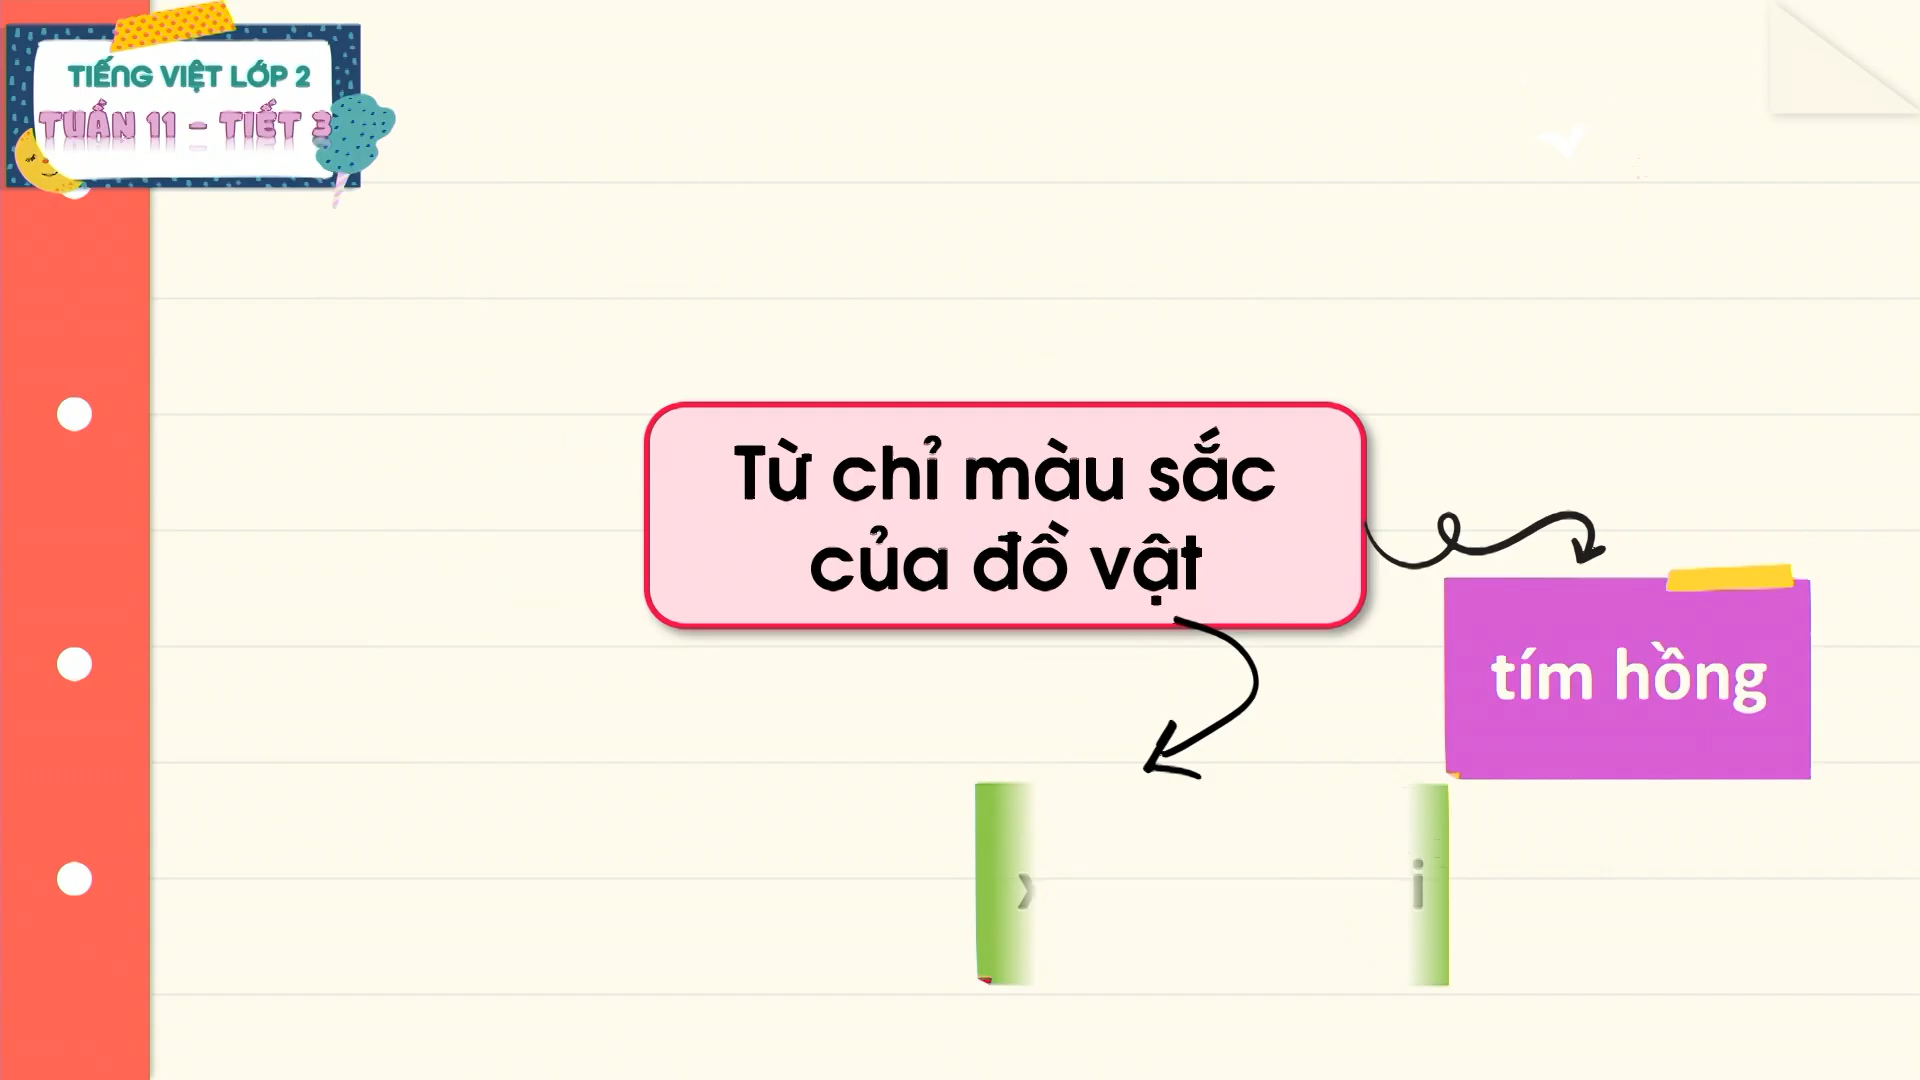 TIẾNG VIỆT LỚP 2
TUẦN 11 - TIẾT 3
Từ chỉ màu sắc
của đồ vật
tím hồng